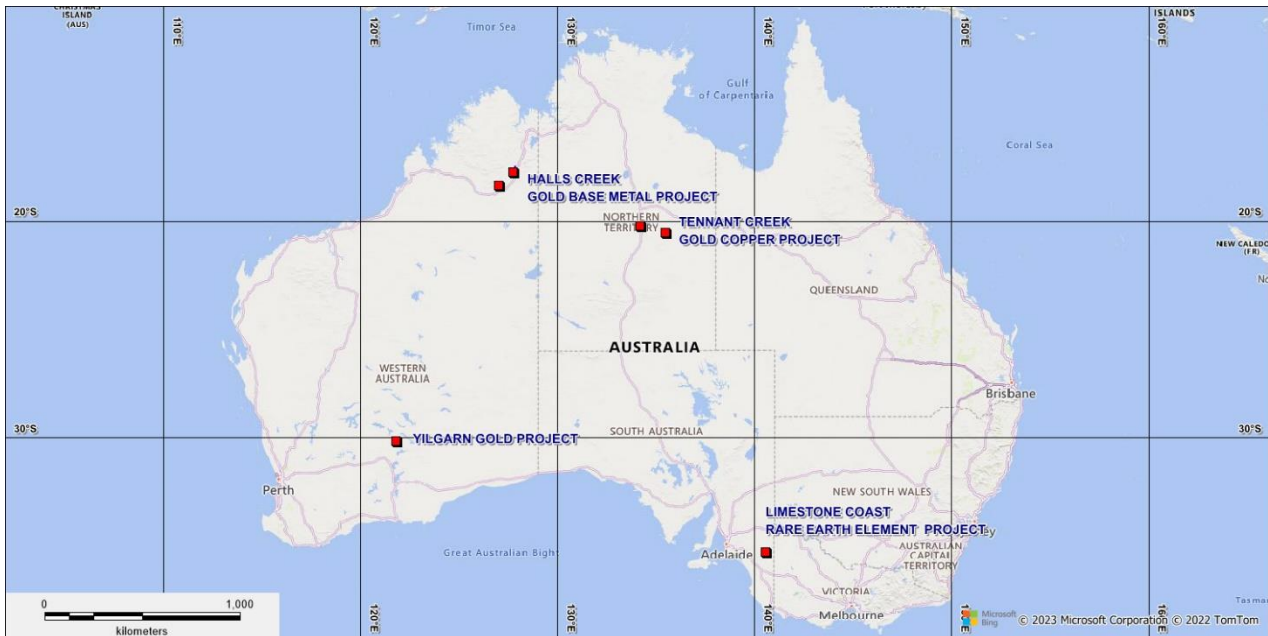 CHRISTMAS
ISLAND
(AUS)
ISLANDS
110°E
120°E
130°E
140°E
150°E
160°E
Timor Sea
Gulf
of Carpentaria
Coral Sea
HALLS CREEK
GOLD BASE METAL PROJECT
20°S
20°S
NORTHERN
TERRITORY
TENNANT CREEK
GOLD COPPER PROJECT
(FR)
QUEENSLAND
AUSTRALIA
WESTERN
AUSTRALIA
Brisbane
30°S
30°S
YILGARN GOLD PROJECT
SOUTH AUSTRALIA
Perth
NEW SOUTH WALES
LIMESTONE COAST
RARE EARTH ELEMENT PROJECT
Great Australian Bight
Adelaide
AUSTRALIAN
CAPITAL
TERRITORY
VICTORIA
Melbourne
0 1,000
kilometers
120°E
130°E
140°E
Microsoft
Bing
© 2023 Microsoft Corporation © 2022 TomTom